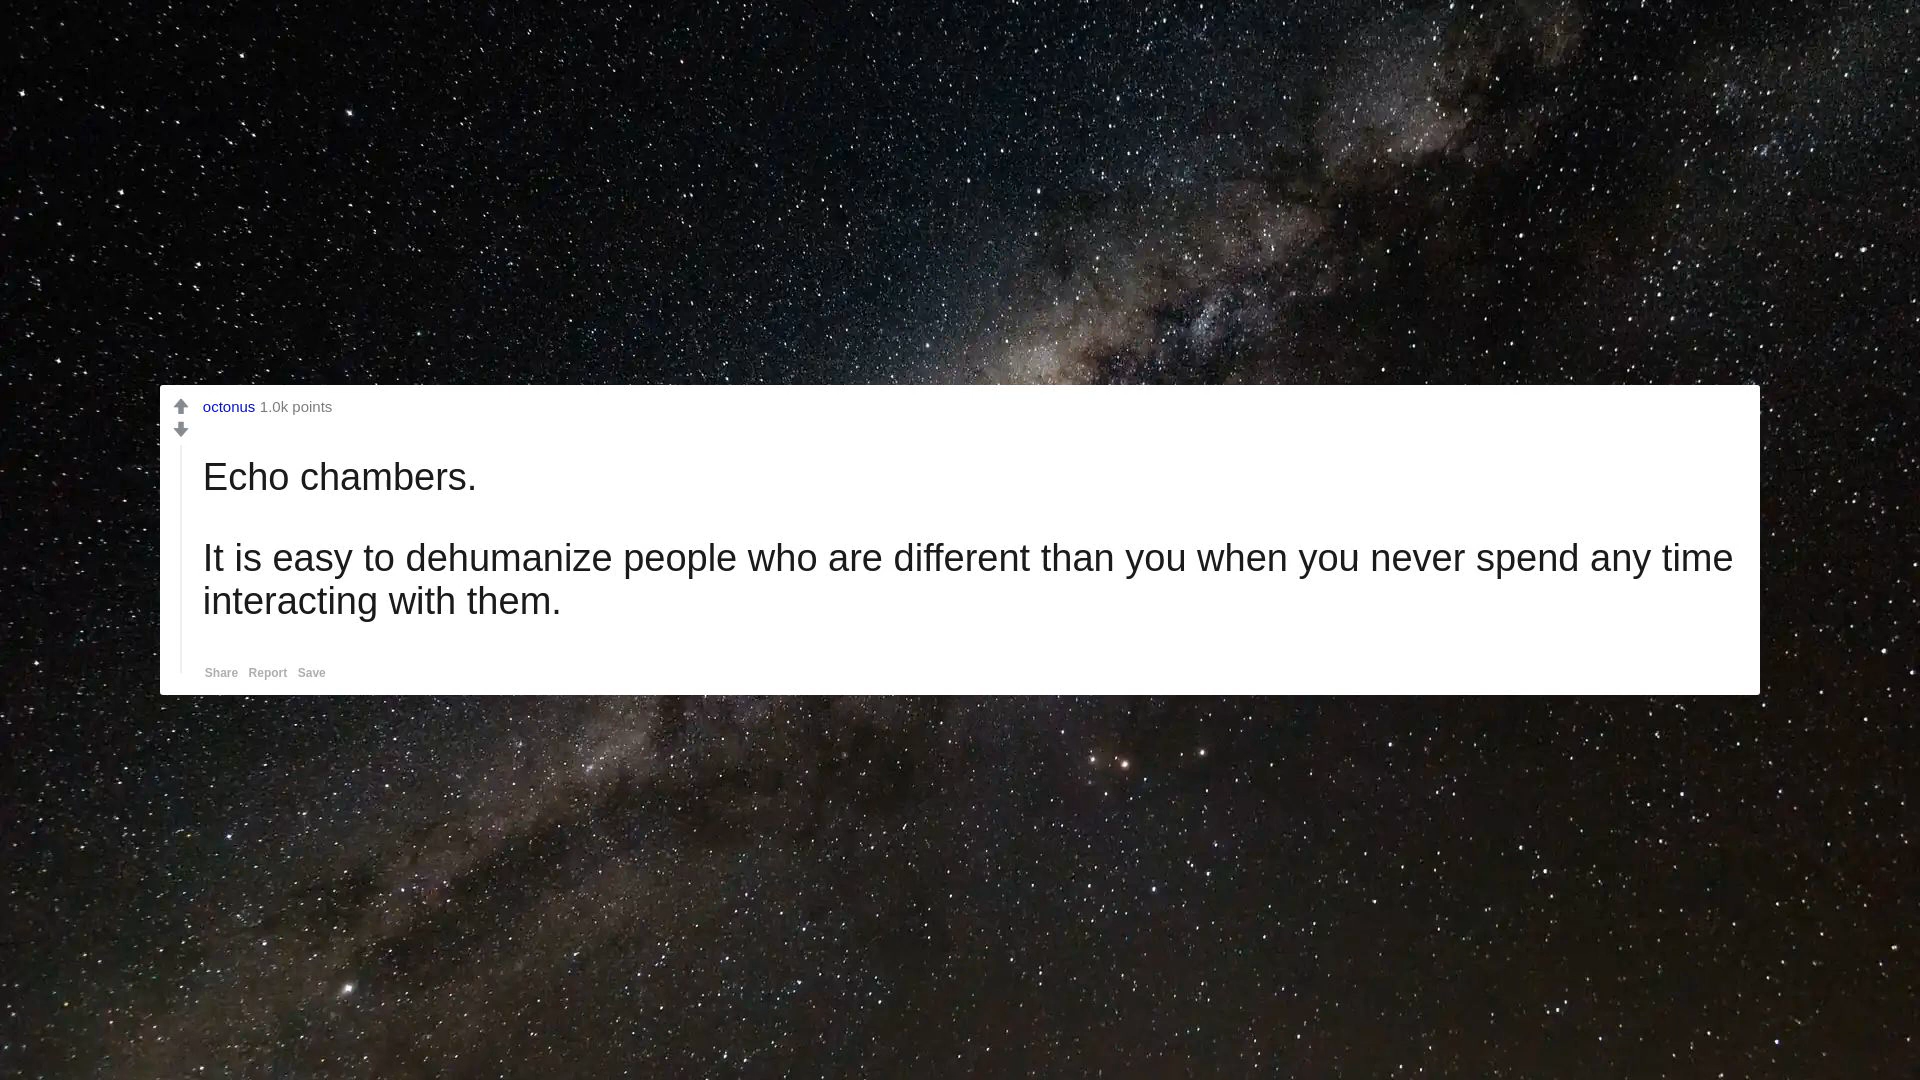 octonus 1.0k points
Echo chambers.
It is easy to dehumanize people who are different than you when you never spend any time
interacting with them.
Share Report Save